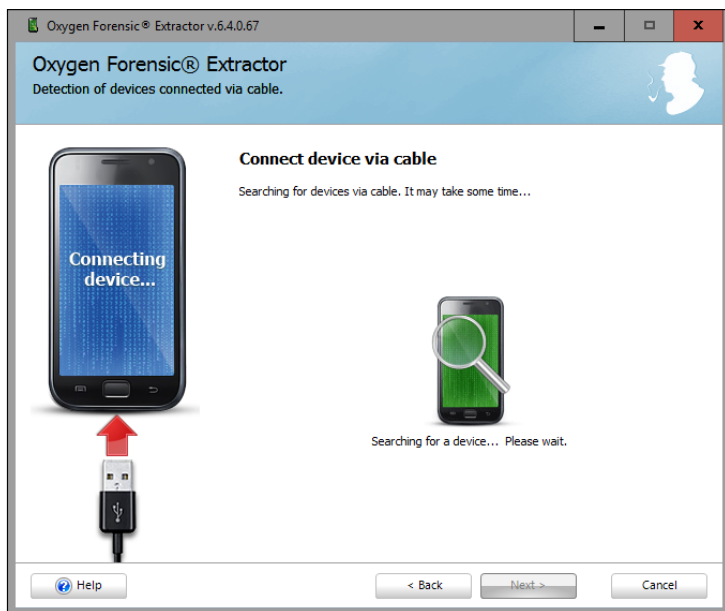 Oxygen Forensic® Extractor v.6.4.0.67
Oxygen Forensic® Extractor
Detection of devices connected via cable.
Connect device via cable
Searching for devices via cable. It may take some time...
Connecting
device...
Searching for a device... Please wait.
Help
< Back
Next >
Cancel